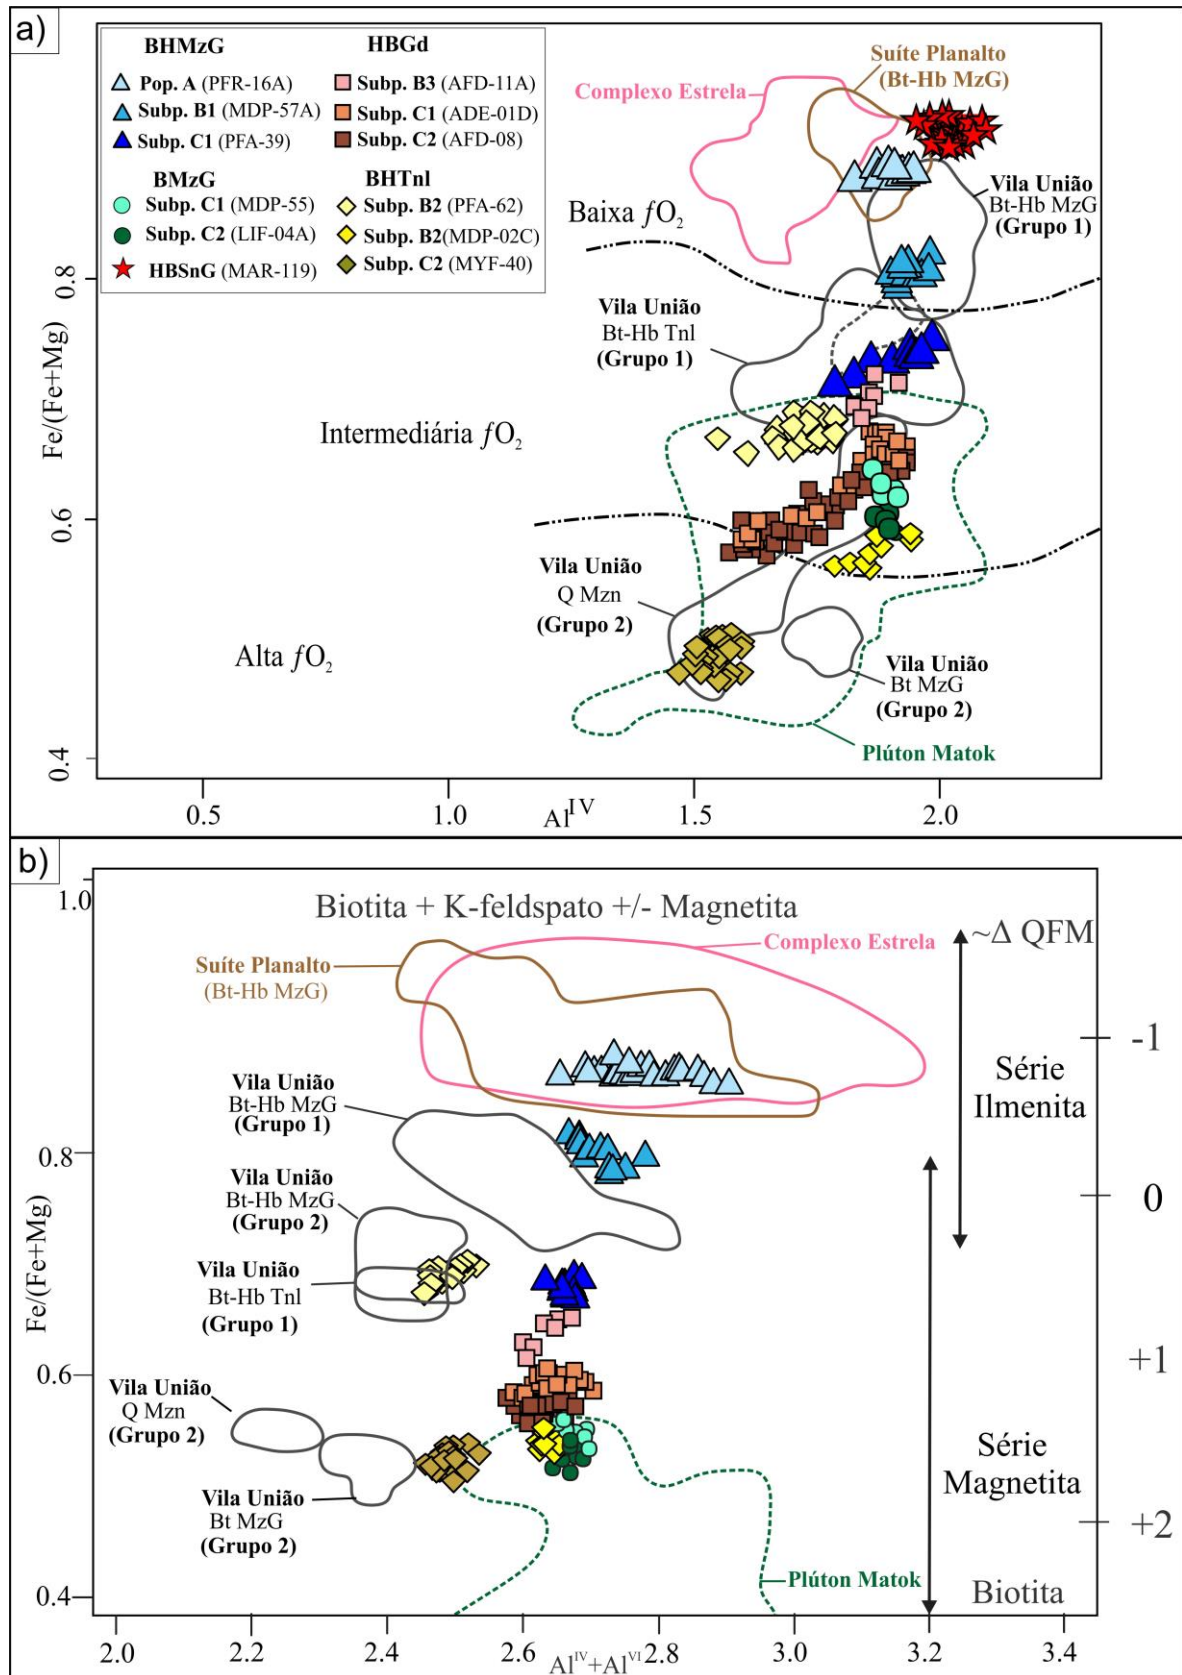 a)
BHMzG
Pop. A (PFR-16A)
Subp. B1 (MDP-57A)
Subp. C1 (PFA-39)
HBGd
Subp. B3 (AFD-11A)
Subp. C1 (ADE-01D)
Subp. C2 (AFD-08)
BMzG
Subp. C1 (MDP-55)
Subp. C2 (LIF-04A)
HBSnG (MAR-119)
BHTnl
Subp. B2 (PFA-62)
Subp. B2(MDP-02C)
Subp. C2 (MYF-40)
Suíte Planalto
(Bt-Hb MzG)
Complexo Estrela
Vila União
Bt-Hb MzG
(Grupo 1)
Baixa fO2
Vila União
Bt-Hb Tnl
(Grupo 1)
Intermediária fO2
Vila União
Q Mzn
(Grupo 2)
Alta fO2
Vila União
Bt MzG
(Grupo 2)
Plúton Matok
Fe/(Fe+Mg)
0.8
0.6
0.4
0.5
1.0
1.5
2.0
Al^IV
b)
Biotita + K-feldspato +/- Magnetita
~Δ QFM
Complexo Estrela
Suíte Planalto
(Bt-Hb MzG)
-1
Série
Ilmenita
Vila União
Bt-Hb MzG
(Grupo 1)
Vila União
Bt-Hb MzG
(Grupo 2)
0
Vila União
Bt-Hb Tnl
(Grupo 1)
+1
Vila União
Q Mzn
(Grupo 2)
Série
Magnetita
Vila União
Bt MzG
(Grupo 2)
+2
Plúton Matok
Biotita
Fe/(Fe+Mg)
1.0
0.8
0.6
0.4
2.0
2.2
2.4
2.6
2.8
3.0
3.2
3.4
Al^IV+Al^VI